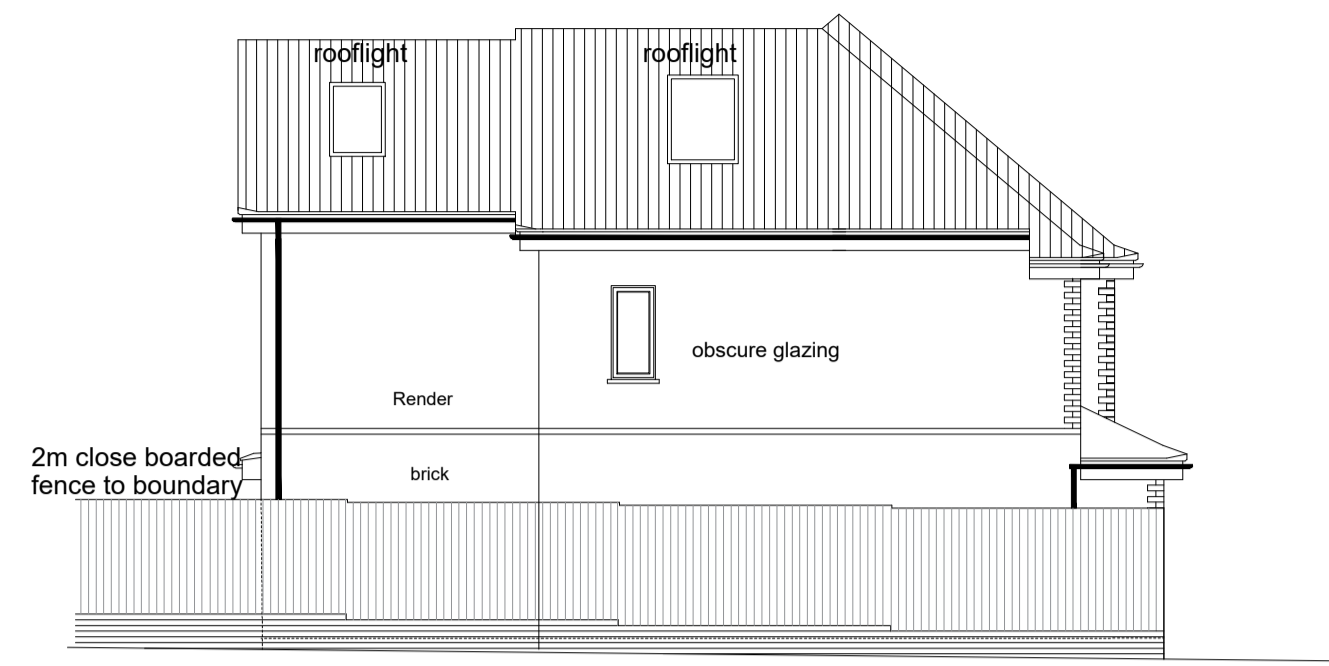 rooflight
rooflight
obscure glazing
Render
2m close boarded
fence to boundary
brick